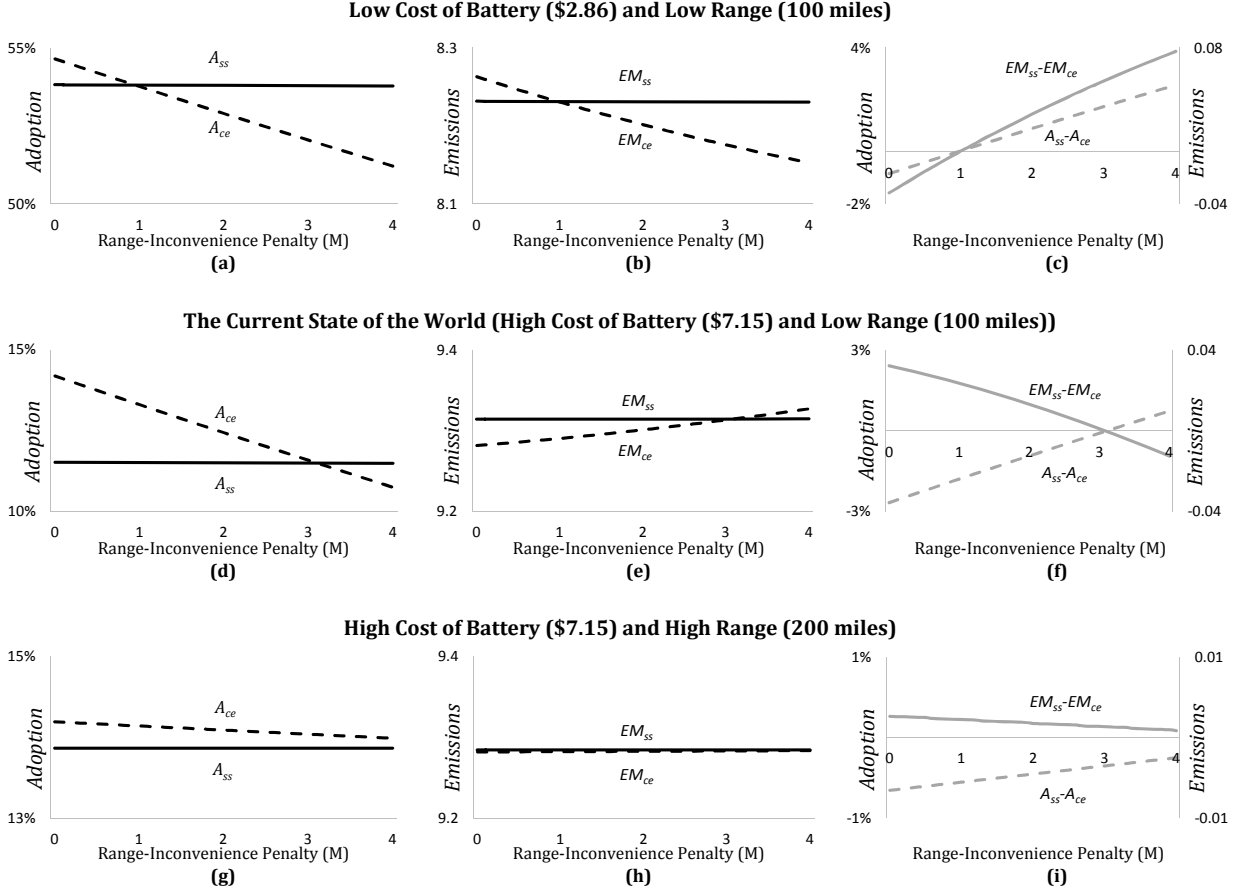 Low Cost of Battery ($2.86) and Low Range (100 miles)
55%
50%
Adoption
A_ss
A_ce
0 1 2 3 4
Range-Inconvenience Penalty (M)
(a)
8.3
8.1
Emissions
EM_ss
EM_ce
0 1 2 3 4
Range-Inconvenience Penalty (M)
(b)
4%
-2%
Adoption
0.08
-0.04
Emissions
EM_ss-EM_ce
A_ss-A_ce
0 1 2 3 4
Range-Inconvenience Penalty (M)
(c)
The Current State of the World (High Cost of Battery ($7.15) and Low Range (100 miles))
15%
10%
Adoption
A_ce
A_ss
0 1 2 3 4
Range-Inconvenience Penalty (M)
(d)
9.4
9.2
Emissions
EM_ss
EM_ce
0 1 2 3 4
Range-Inconvenience Penalty (M)
(e)
3%
-3%
Adoption
0.04
-0.04
Emissions
EM_ss-EM_ce
A_ss-A_ce
0 1 2 3 4
Range-Inconvenience Penalty (M)
(f)
High Cost of Battery ($7.15) and High Range (200 miles)
15%
13%
Adoption
A_ce
A_ss
0 1 2 3 4
Range-Inconvenience Penalty (M)
(g)
9.4
9.2
Emissions
EM_ss
EM_ce
0 1 2 3 4
Range-Inconvenience Penalty (M)
(h)
1%
-1%
Adoption
0.01
-0.01
Emissions
EM_ss-EM_ce
A_ss-A_ce
0 1 2 3 4
Range-Inconvenience Penalty (M)
(i)